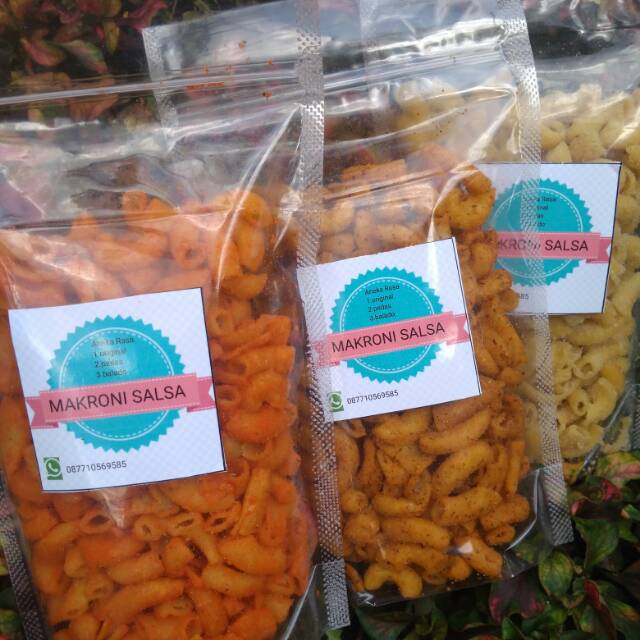 Aneka Rasa
1.original
2.pedas
3.balado
MAKRONI SALSA
087710569585
Aneka Rasa
1.original
2.pedas
3.balado
MAKRONI SALSA
087710569585
MAKRONI SALSA